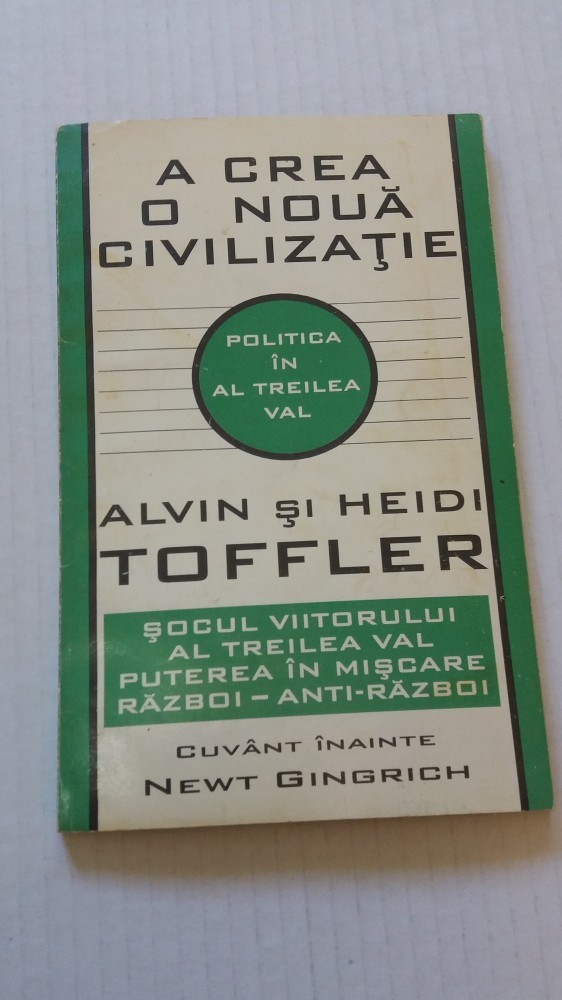 A CREA
O NOUĂ
CIVILIZAŢIE
POLITICA
ÎN
AL TREILEA
VAL
ALVIN ŞI HEIDI
TOFFLER
ŞOCUL VIITORULUI
AL TREILEA VAL
PUTEREA ÎN MIŞCARE
RĂZBOI – ANTI-RĂZBOI
CUVÂNT ÎNAINTE
NEWT GINGRICH